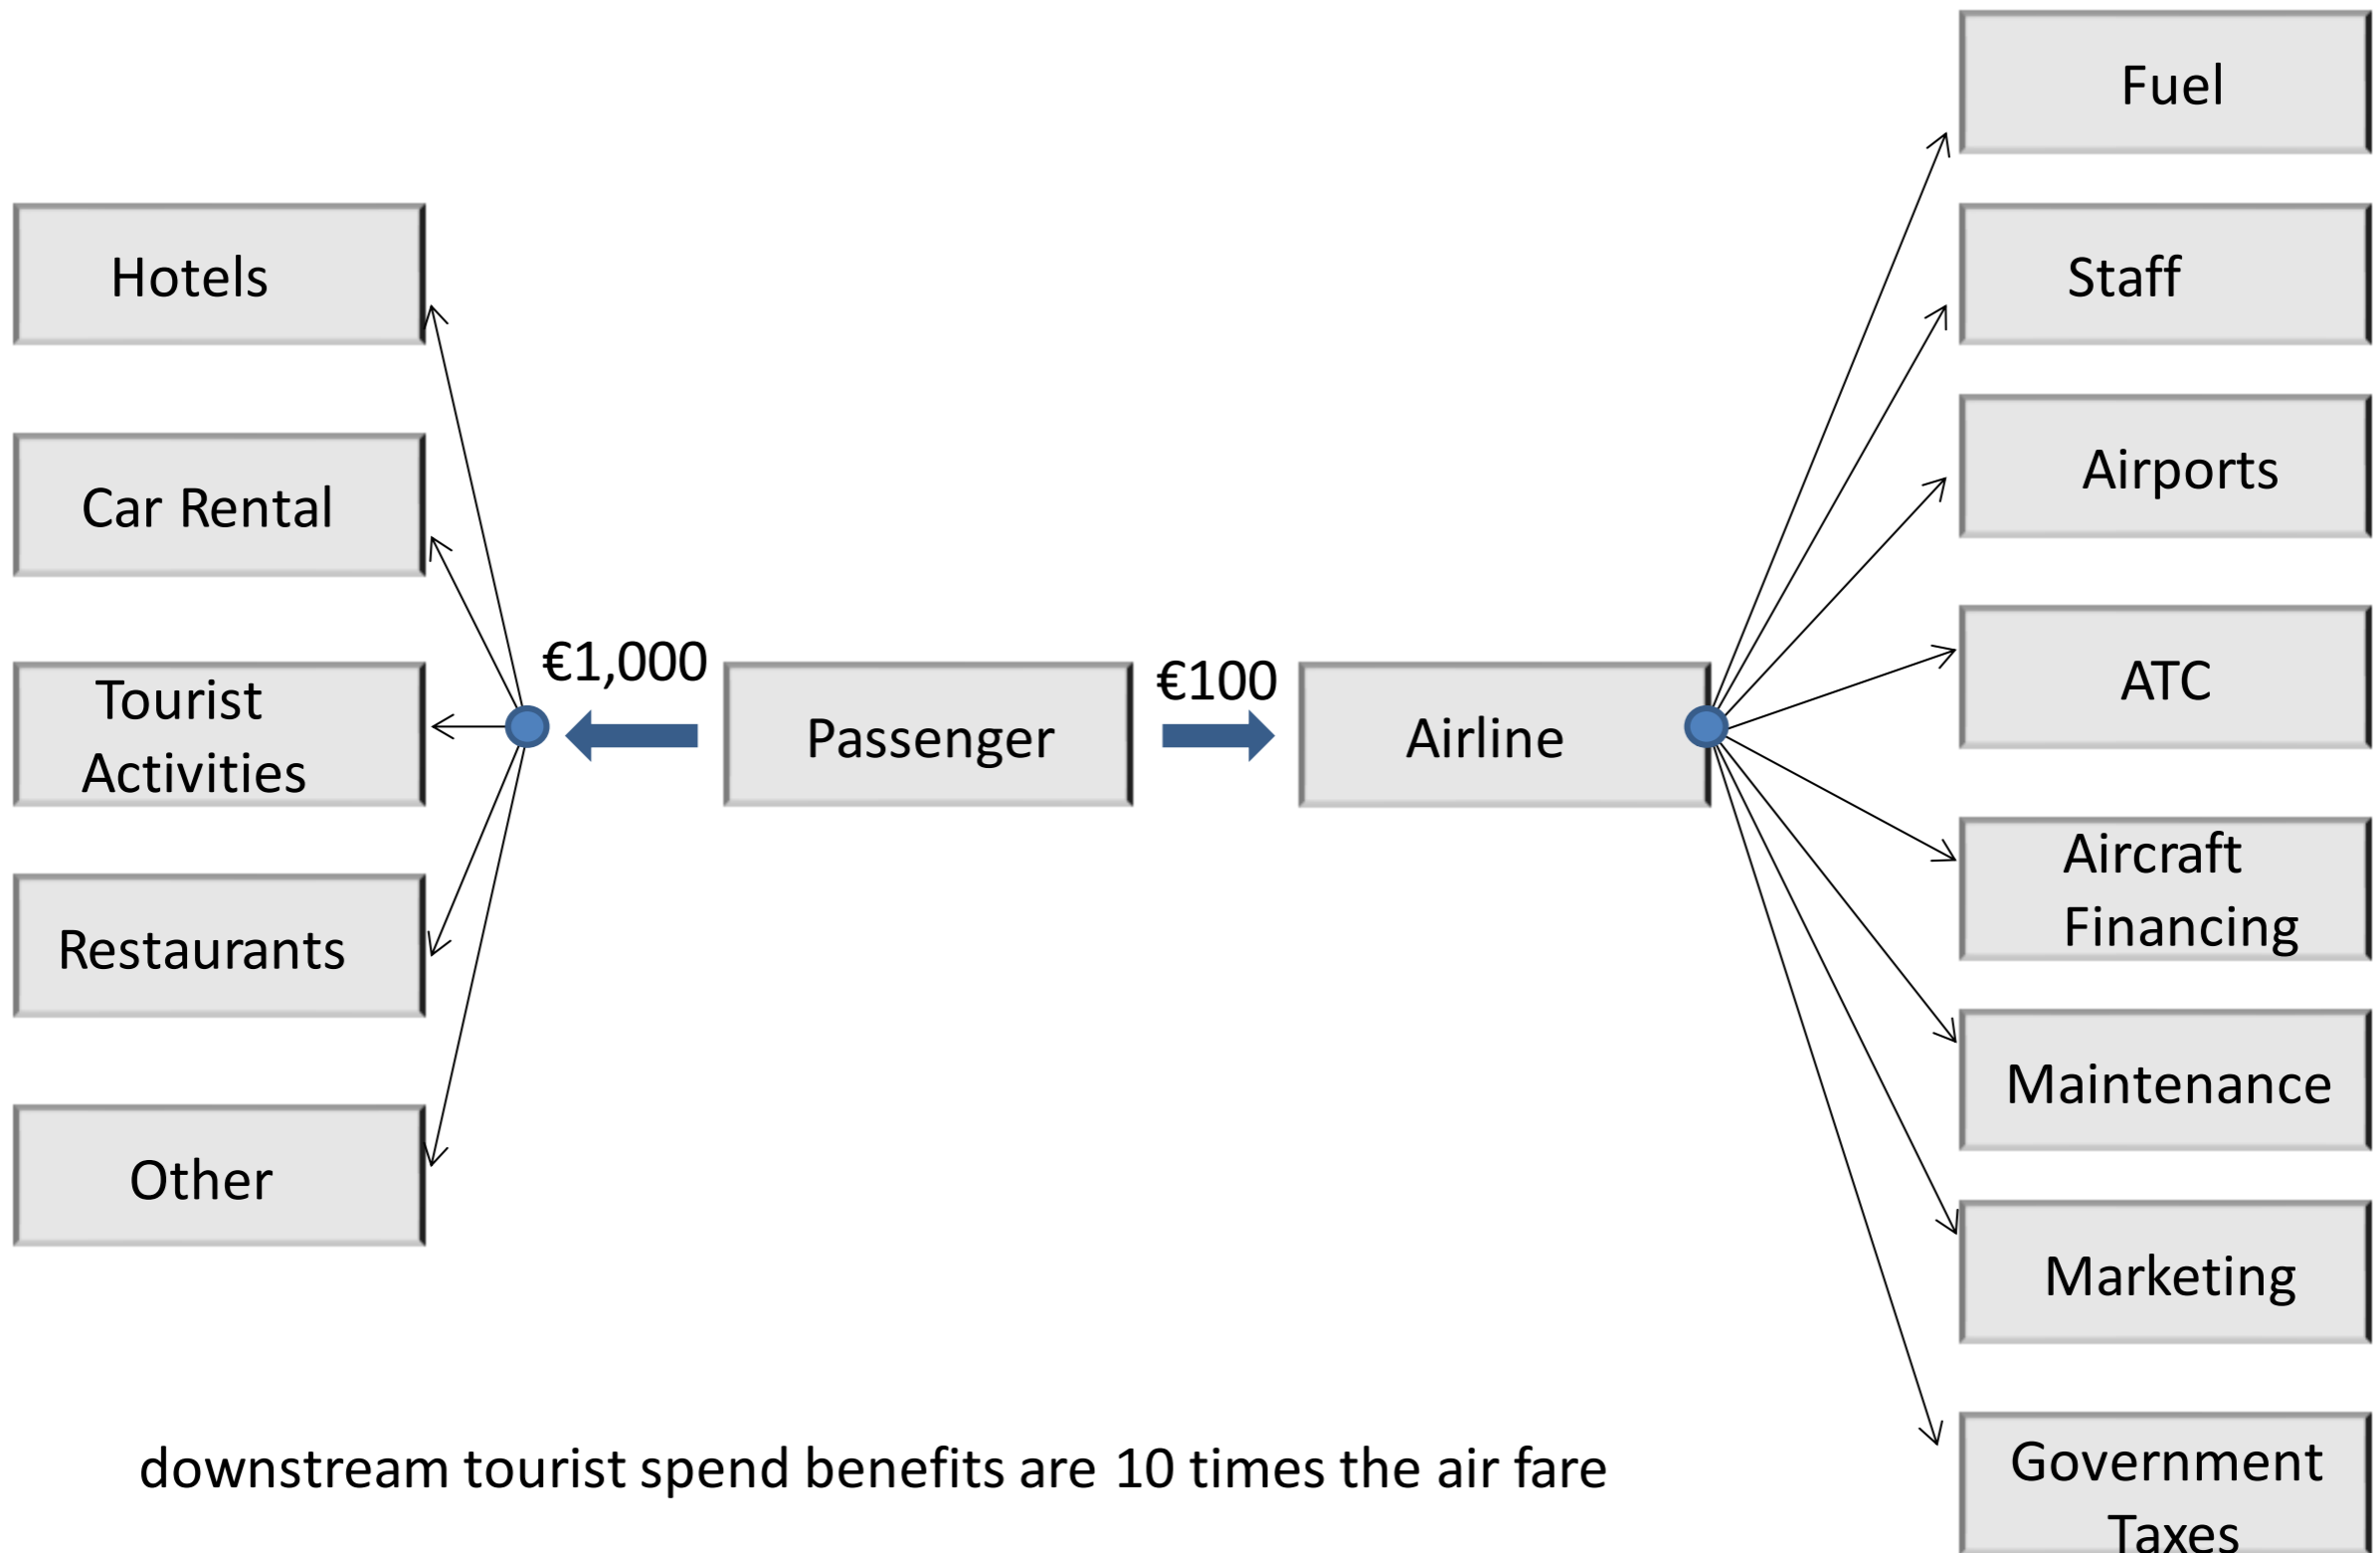 Hotels
Car Rental
Tourist
Activities
Restaurants
Other
€1,000
Passenger
€100
Airline
Fuel
Staff
Airports
ATC
Aircraft
Financing
Maintenance
Marketing
Government
Taxes
downstream tourist spend benefits are 10 times the air fare